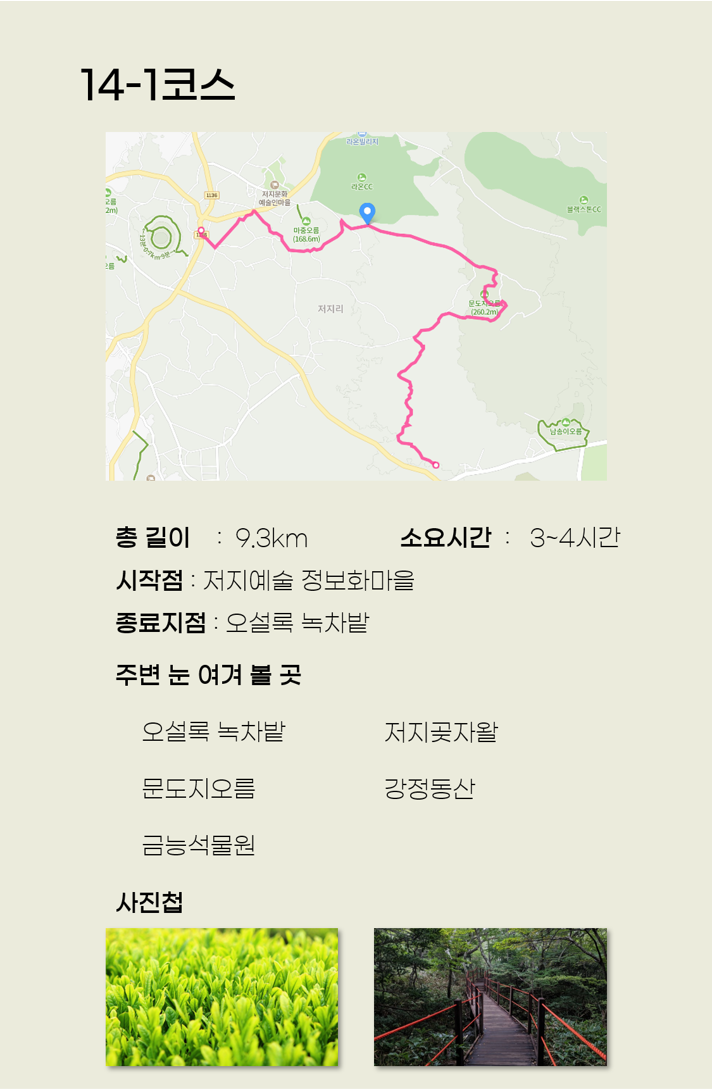 14-1코스
라온빌리지
1136
저지문화
예술인마을
라온CC
블랙스톤CC
마중오름
(168.6m)
저지리
문도지오름
(260.2m)
남송이오름
총 길이 : 9.3km 소요시간 : 3~4시간
시작점 : 저지예술 정보화마을
종료지점 : 오설록 녹차밭
주변 눈 여겨 볼 곳
오설록 녹차밭 저지곶자왈
문도지오름 강정동산
금능석물원
사진첩